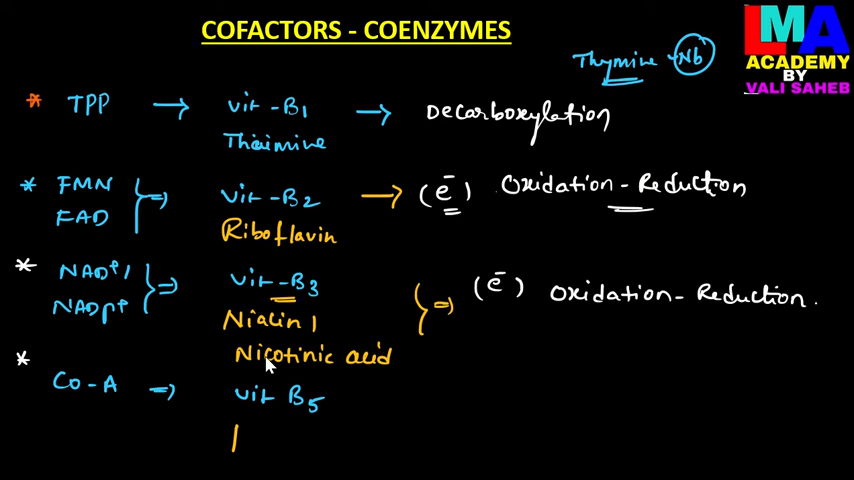 COFACTORS - COENZYMES
LMA
ACADEMY
BY
VALI SAHEB
Thymine - Nb
* TPP → vit-B1 → Decarboxylation
Thaimine
* FMN
FAD
⇒ vit-B2 → (e⁻) Oxidation-Reduction
Riboflavin
* NAD+/
NADP+
⇒ vit-B3 ⇒ (e⁻) Oxidation-Reduction.
Niacin /
Nicotinic acid
* Co-A ⇒ vit B5